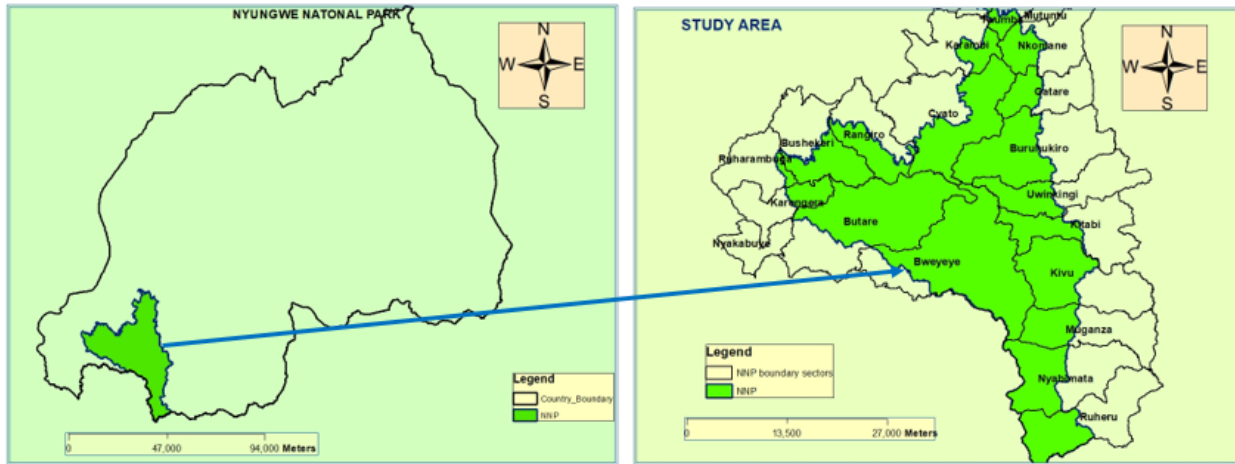 NYUNGWE NATONAL PARK
N
W E
S
Legend
Country_Boundary
NNP
0 47,000 94,000 Meters
STUDY AREA
N
W E
S
Mutuntu
Karambi
Nkomane
Gatare
Cyato
Rangiro
Bushekeri
Buruhukiro
Ruharambuga
Uwinkingi
Karengera
Butare
Kitabi
Nyakabuye
Bweyeye
Kivu
Muganza
Nyabimata
Ruheru
Legend
NNP boundary sectors
NNP
0 13,500 27,000 Meters